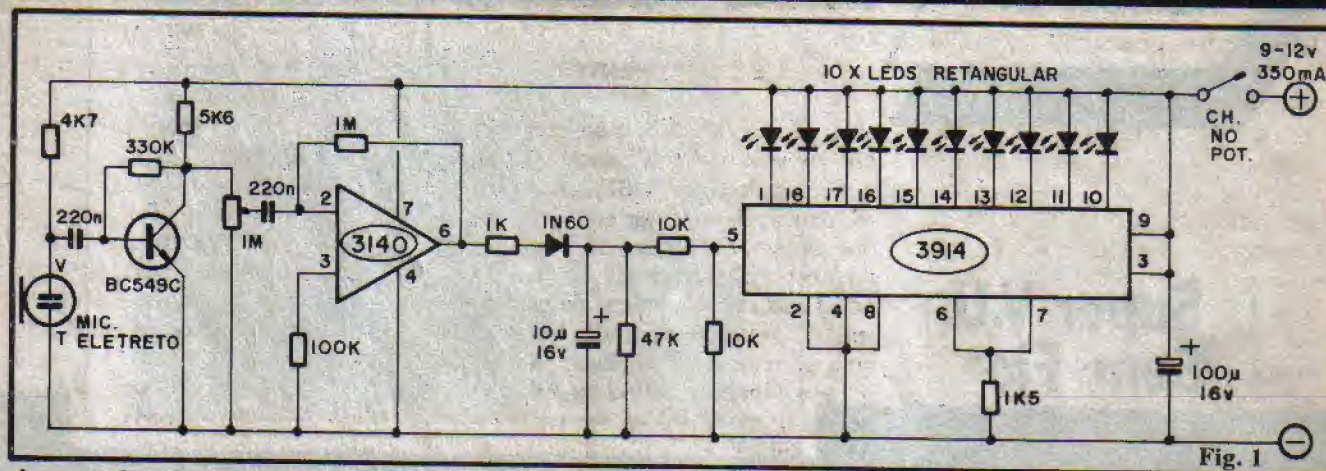 9-12v
350mA
10 X LEDS RETANGULAR
CH.
NO
POT.
4K7
5K6
330K
1M
220n
220n
2
7
6
3
4
3140
1M
BC549C
V
T
MIC.
ELETRETO
100K
1K
1N60
10K
5
10µ
16v
47K
10K
1 18 17 16 15 14 13 12 11 10
3914
9
3
2 4 8 6 7
1K5
100µ
16v
Fig. 1